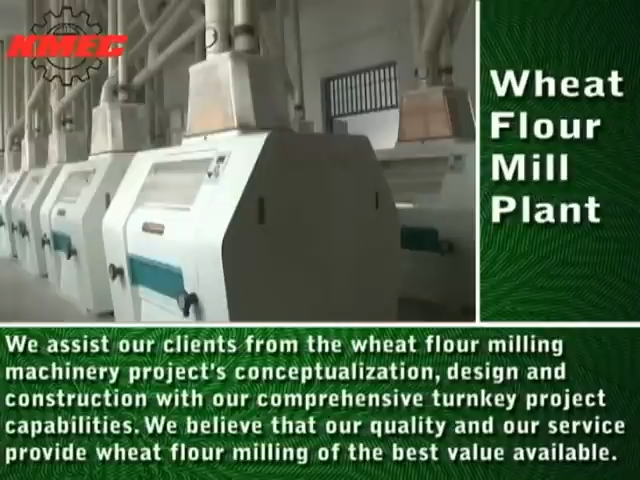 KMEC
Wheat
Flour
Mill
Plant
We assist our clients from the wheat flour milling
machinery project's conceptualization, design and
construction with our comprehensive turnkey project
capabilities. We believe that our quality and our service
provide wheat flour milling of the best value available.